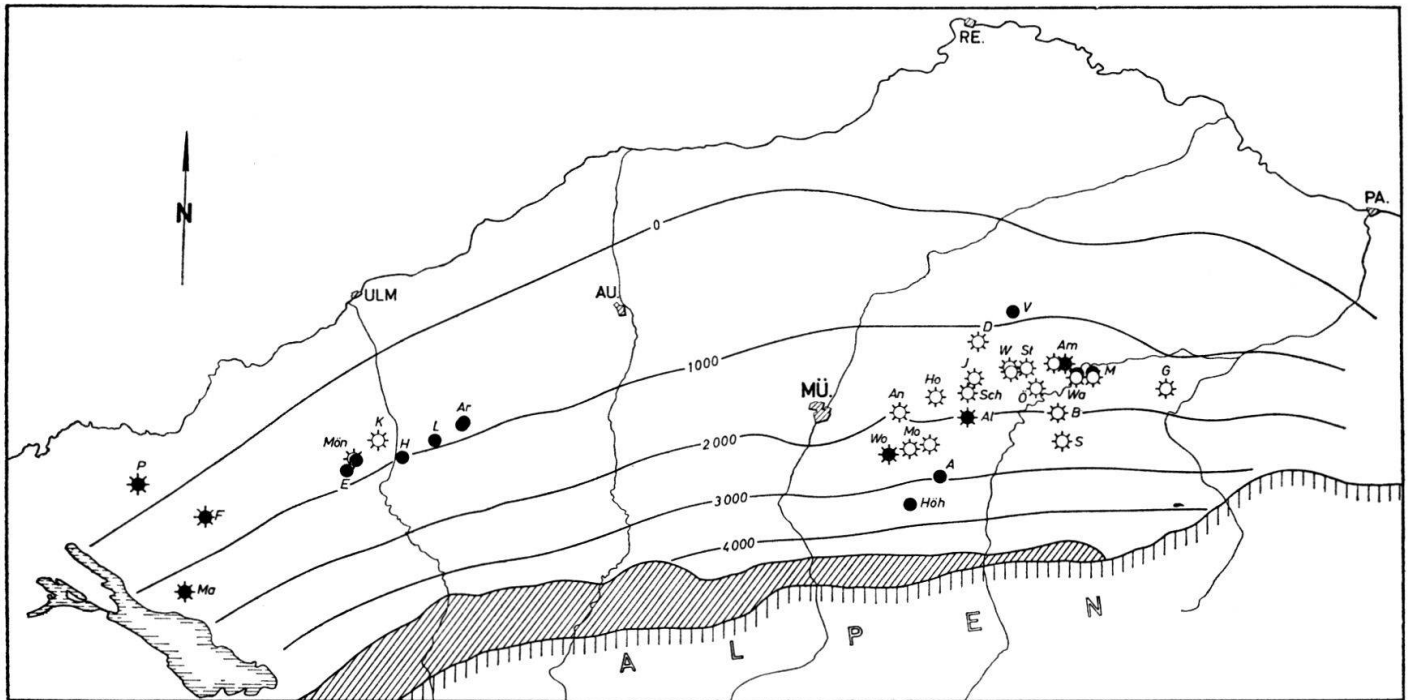 RE.
N
PA.
0
ULM
AU.
V
D
1000
W
St
Am
M
J
Ho
G
MÜ.
An
Sch
O
Wa
Ar
K
L
2000
Al
B
Mön
H
Mo
Wo
S
P
E
A
3000
Höh
F
4000
Ma
A L P E N